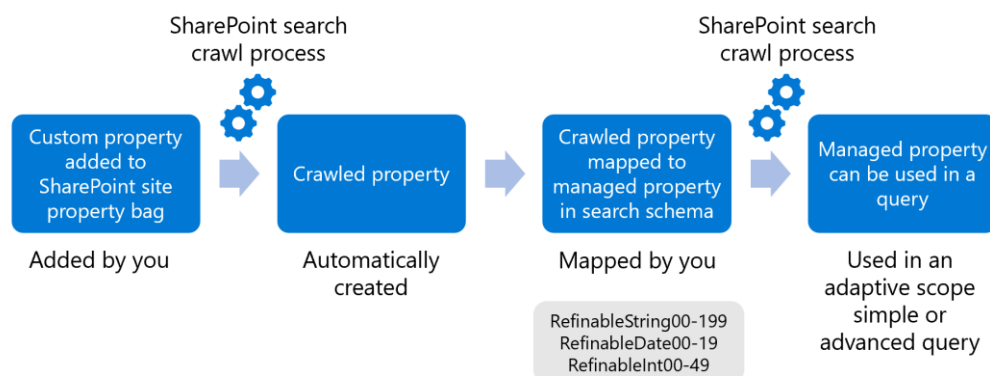 SharePoint search
crawl process
SharePoint search
crawl process
Custom property
added to
SharePoint site
property bag
Crawled property
Crawled property
mapped to
managed property
in search schema
Managed property
can be used in a
query
Added by you
Automatically
created
Mapped by you
Used in an
adaptive scope
simple or
advanced query
RefinableString00-199
RefinableDate00-19
RefinableInt00-49